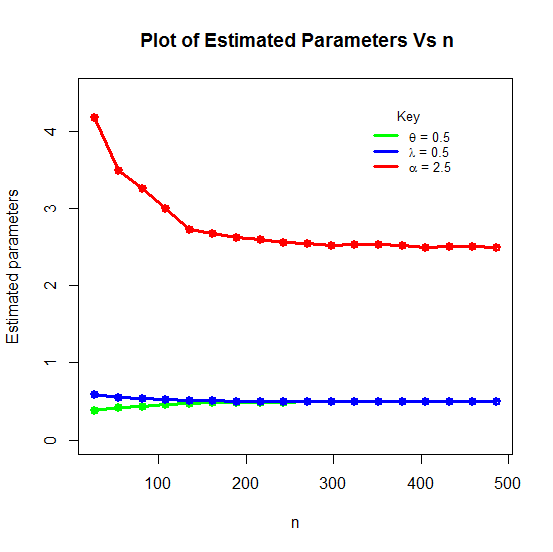 Plot of Estimated Parameters Vs n
Key
θ = 0.5
λ = 0.5
α = 2.5
Estimated parameters
4
3
2
1
0
100 200 300 400 500
n